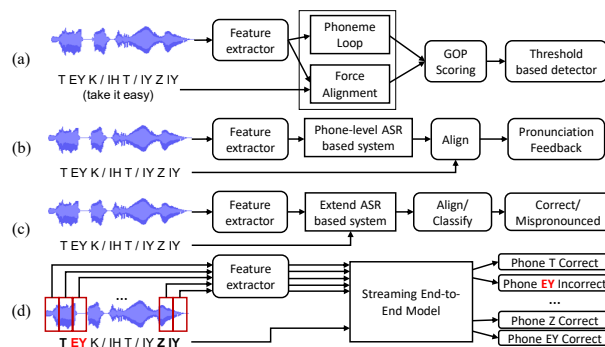 (a)
Feature extractor
Phoneme Loop
Force Alignment
GOP Scoring
Threshold based detector
T EY K / IH T / IY Z IY
(take it easy)
(b)
Feature extractor
Phone-level ASR based system
Align
Pronunciation Feedback
T EY K / IH T / IY Z IY
(c)
Feature extractor
Extend ASR based system
Align/ Classify
Correct/ Mispronounced
T EY K / IH T / IY Z IY
(d)
...
Feature extractor
Streaming End-to-End Model
Phone T Correct
Phone EY Incorrect
...
Phone Z Correct
Phone EY Correct
T EY K / IH T / IY Z IY